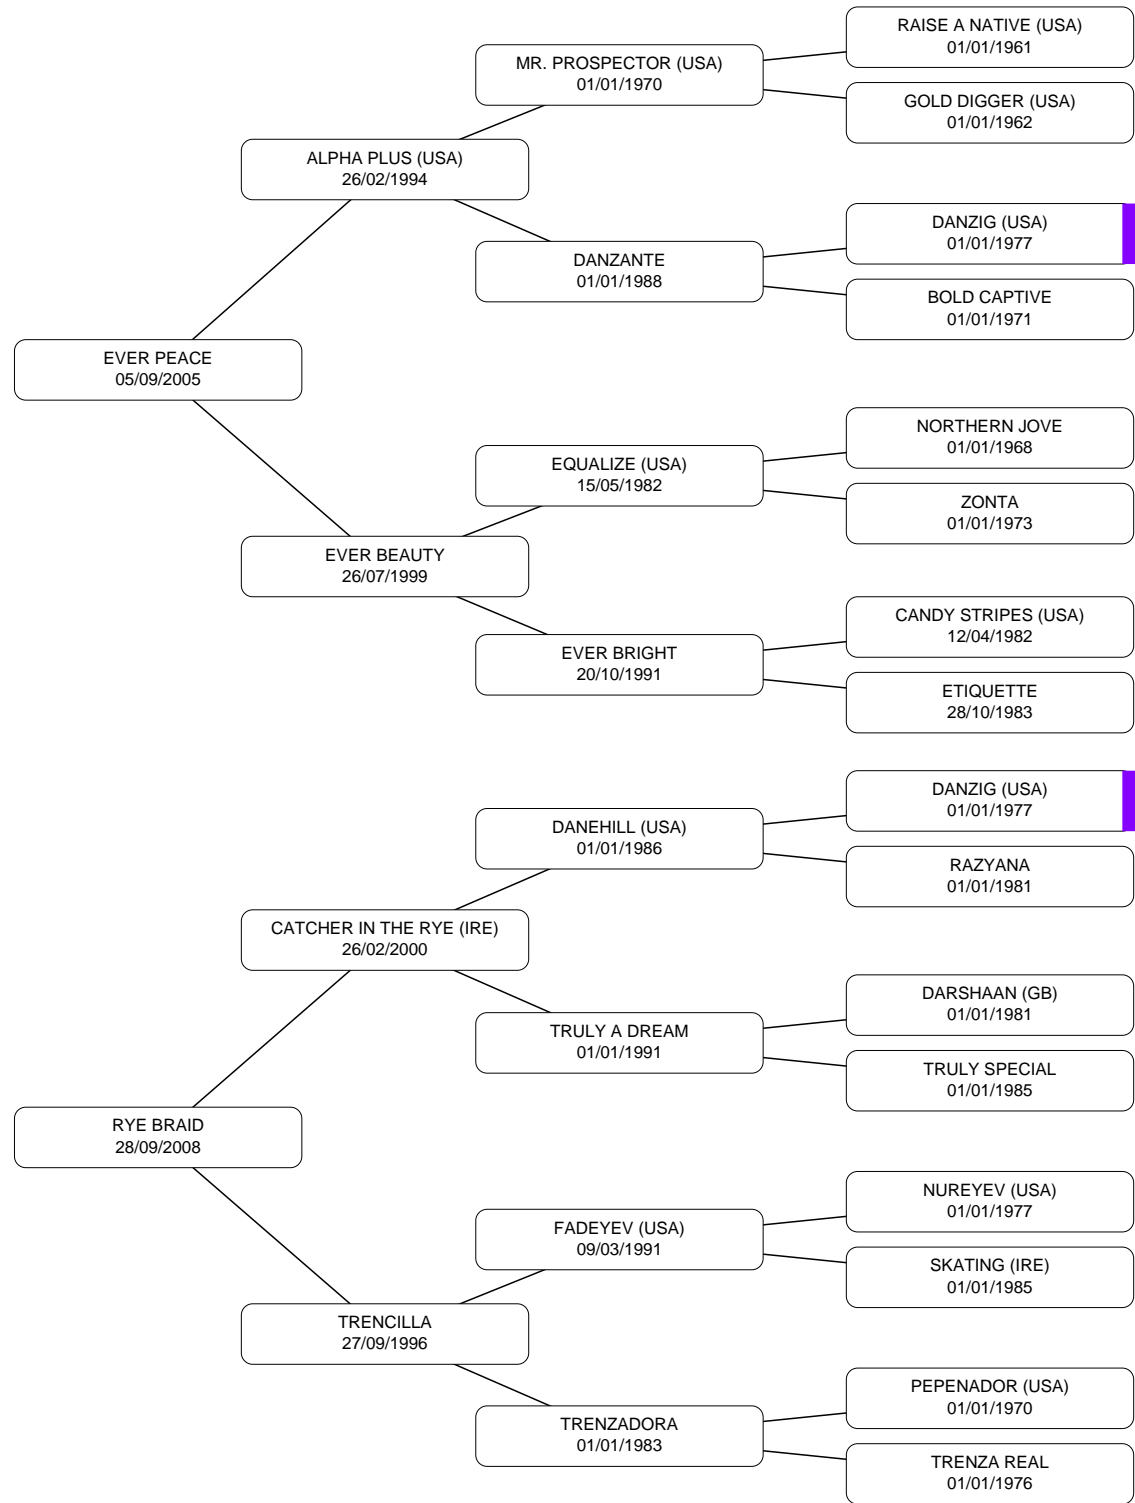 RAISE A NATIVE (USA)
01/01/1961
MR. PROSPECTOR (USA)
01/01/1970
GOLD DIGGER (USA)
01/01/1962
ALPHA PLUS (USA)
26/02/1994
DANZIG (USA)
01/01/1977
DANZANTE
01/01/1988
BOLD CAPTIVE
01/01/1971
EVER PEACE
05/09/2005
NORTHERN JOVE
01/01/1968
EQUALIZE (USA)
15/05/1982
ZONTA
01/01/1973
EVER BEAUTY
26/07/1999
CANDY STRIPES (USA)
12/04/1982
EVER BRIGHT
20/10/1991
ETIQUETTE
28/10/1983
DANZIG (USA)
01/01/1977
DANEHILL (USA)
01/01/1986
RAZYANA
01/01/1981
CATCHER IN THE RYE (IRE)
26/02/2000
DARSHAAN (GB)
01/01/1981
TRULY A DREAM
01/01/1991
TRULY SPECIAL
01/01/1985
RYE BRAID
28/09/2008
NUREYEV (USA)
01/01/1977
FADEYEV (USA)
09/03/1991
SKATING (IRE)
01/01/1985
TRENCILLA
27/09/1996
PEPENADOR (USA)
01/01/1970
TRENZADORA
01/01/1983
TRENZA REAL
01/01/1976